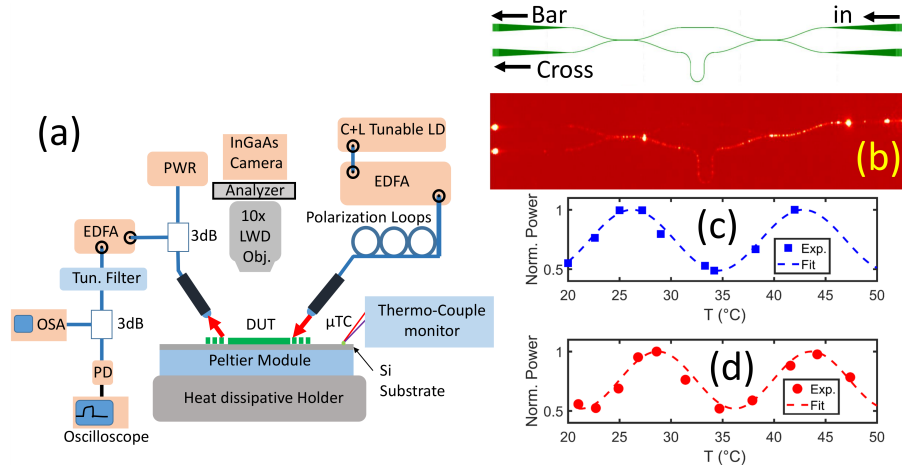 (a)
C+L Tunable LD
InGaAs
Camera
EDFA
PWR
Analyzer
10x
LWD
Obj.
Polarization Loops
EDFA
3dB
Tun. Filter
OSA
3dB
DUT
μTC
Thermo-Couple
monitor
Peltier Module
Si
Substrate
PD
Heat dissipative Holder
Oscilloscope
Bar
in
Cross
(b)
Norm. Power
1
0.5
(c)
Exp.
Fit
20 25 30 35 40 45 50
T (°C)
Norm. Power
1
0.5
(d)
Exp.
Fit
20 25 30 35 40 45 50
T (°C)